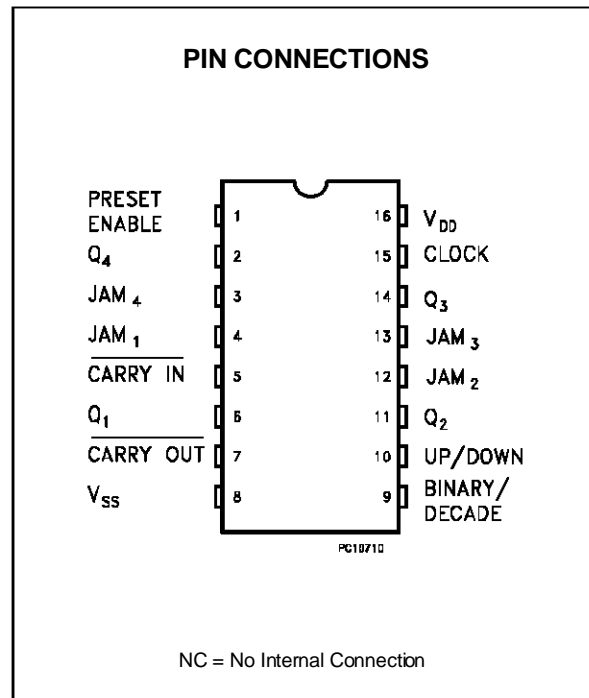 PIN CONNECTIONS
PRESET
ENABLE 1 16 VDD
Q4 2 15 CLOCK
JAM 4 3 14 Q3
JAM 1 4 13 JAM 3
CARRY IN 5 12 JAM 2
Q1 6 11 Q2
CARRY OUT 7 10 UP/DOWN
VSS 8 9 BINARY/
DECADE
PC10710
NC = No Internal Connection